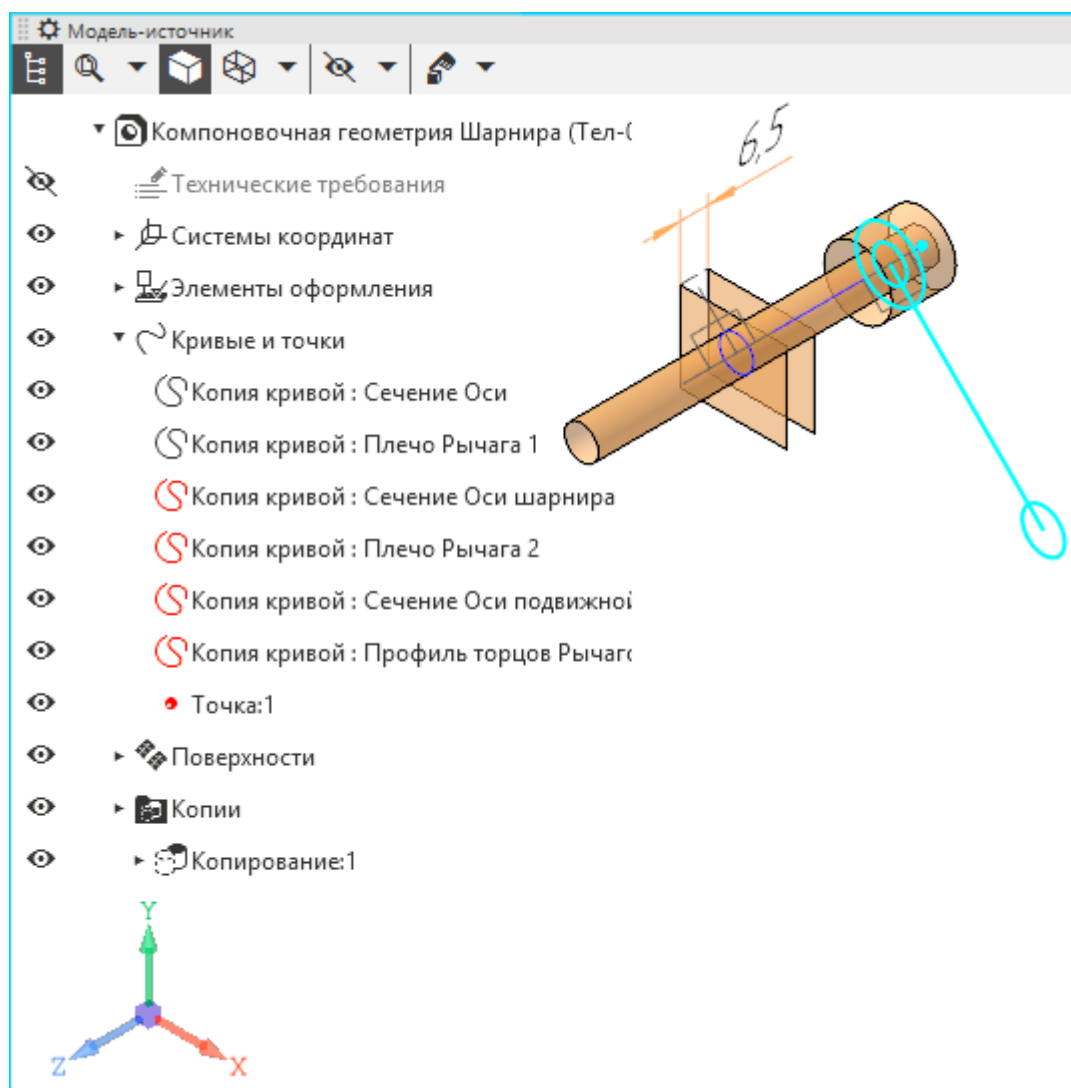 Модель-источник
Компоновочная геометрия Шарнира (Тел-(
6,5
Технические требования
Системы координат
Элементы оформления
Кривые и точки
Копия кривой : Сечение Оси
Копия кривой : Плечо Рычага 1
Копия кривой : Сечение Оси шарнира
Копия кривой : Плечо Рычага 2
Копия кривой : Сечение Оси подвижной
Копия кривой : Профиль торцов Рычаго
Точка:1
Поверхности
Копии
Копирование:1
Y
Z
X